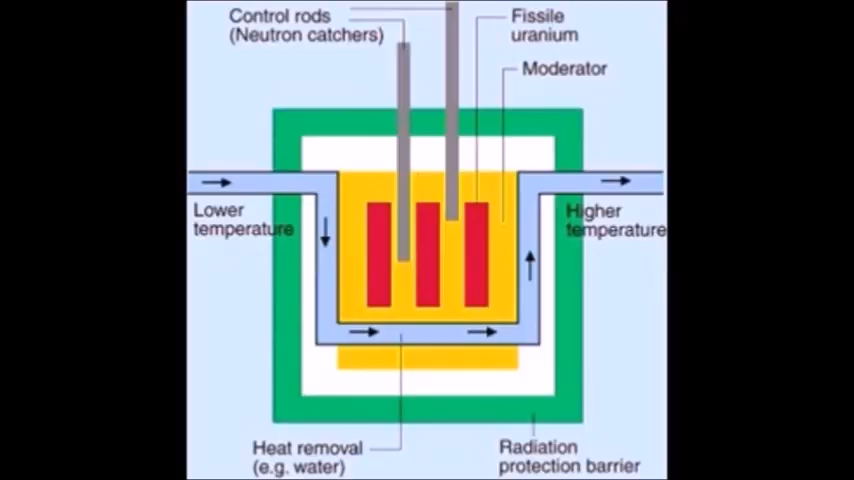 Control rods
(Neutron catchers)
Fissile
uranium
Moderator
Lower
temperature
Higher
temperature
Heat removal
(e.g. water)
Radiation
protection barrier